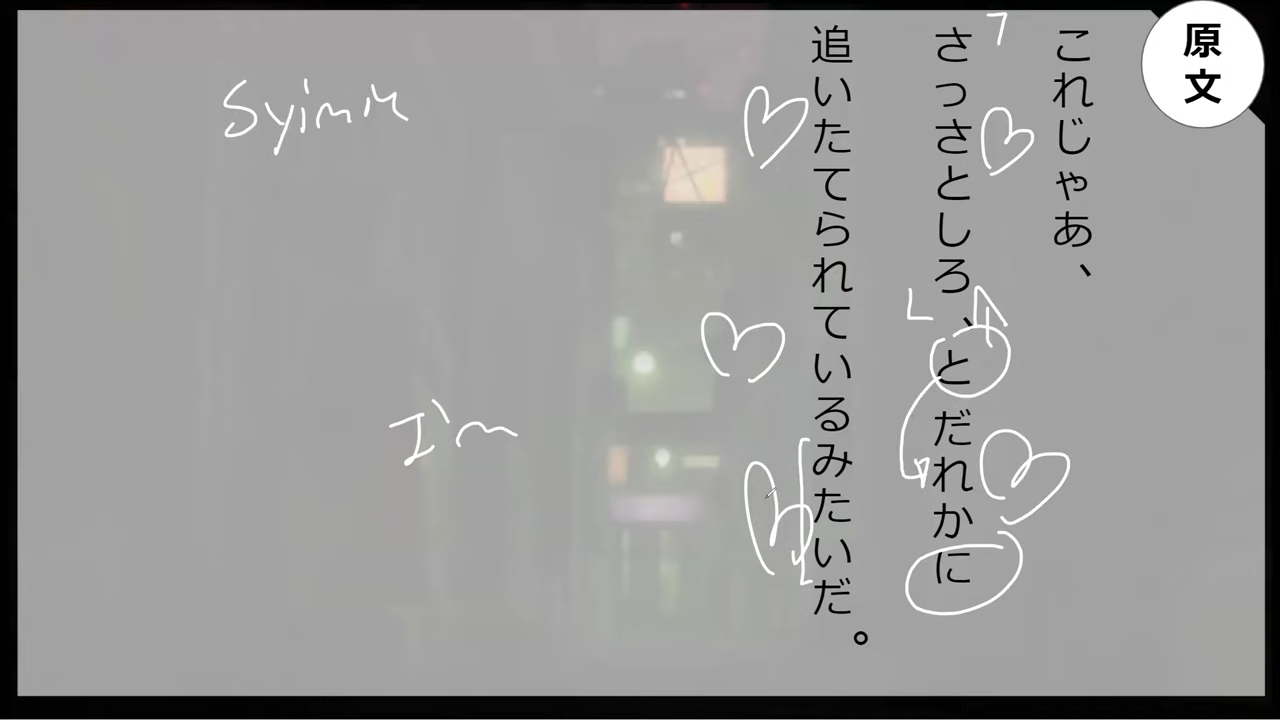 原文
これじゃあ、
さっさとしろ、とだれかに
追いたてられているみたいだ。
I'm